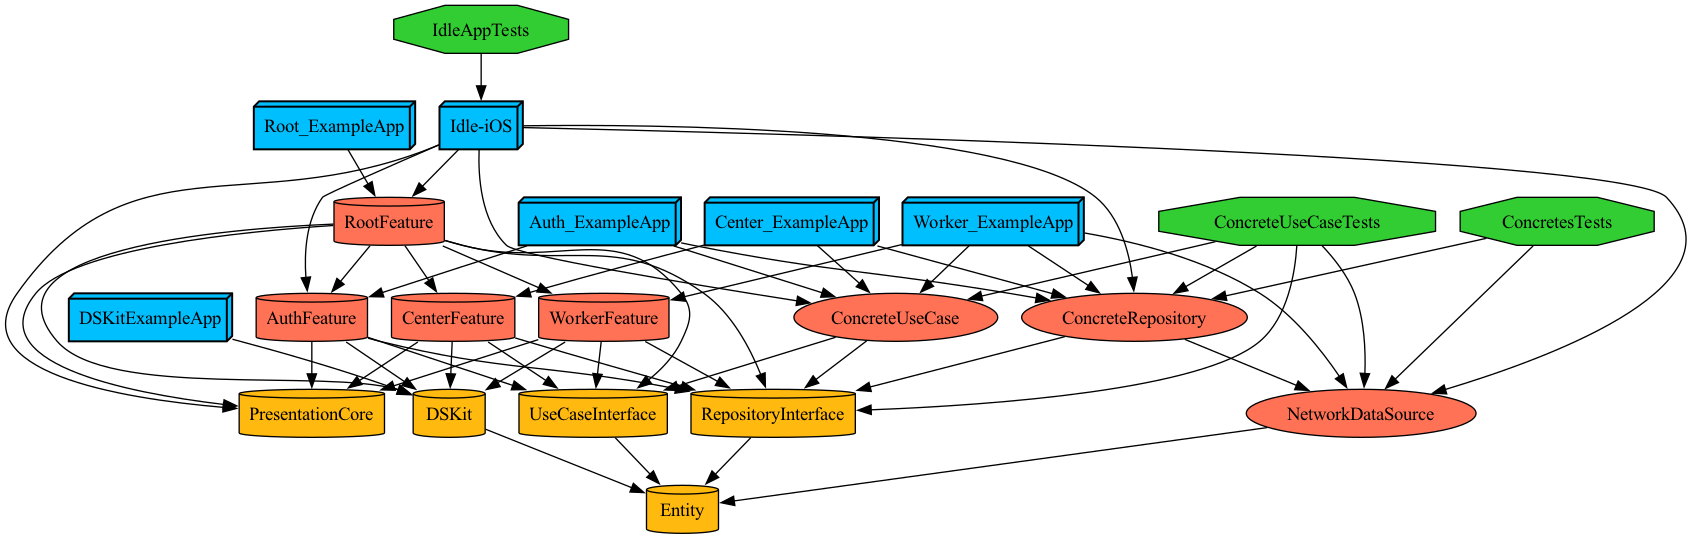 IdleAppTests
Root_ExampleApp
Idle-iOS
RootFeature
Auth_ExampleApp
Center_ExampleApp
Worker_ExampleApp
ConcreteUseCaseTests
ConcretesTests
DSKitExampleApp
AuthFeature
CenterFeature
WorkerFeature
ConcreteUseCase
ConcreteRepository
PresentationCore
DSKit
UseCaseInterface
RepositoryInterface
NetworkDataSource
Entity